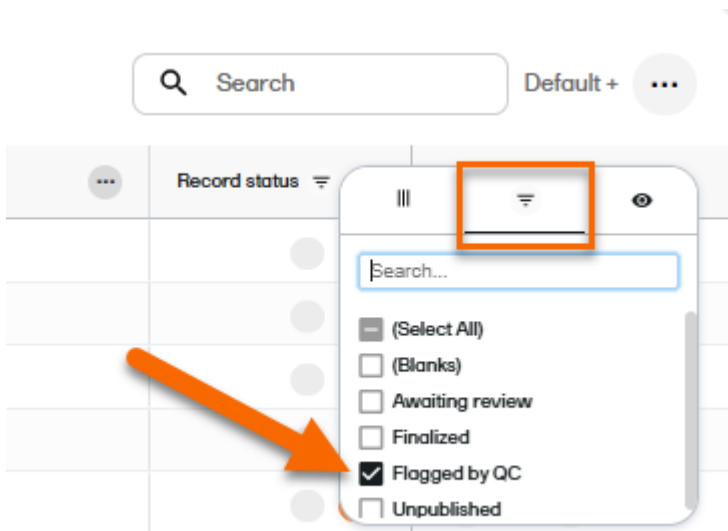 Search
Default +
Record status
Search...
(Select All)
(Blanks)
Awaiting review
Finalized
Flagged by QC
Unpublished